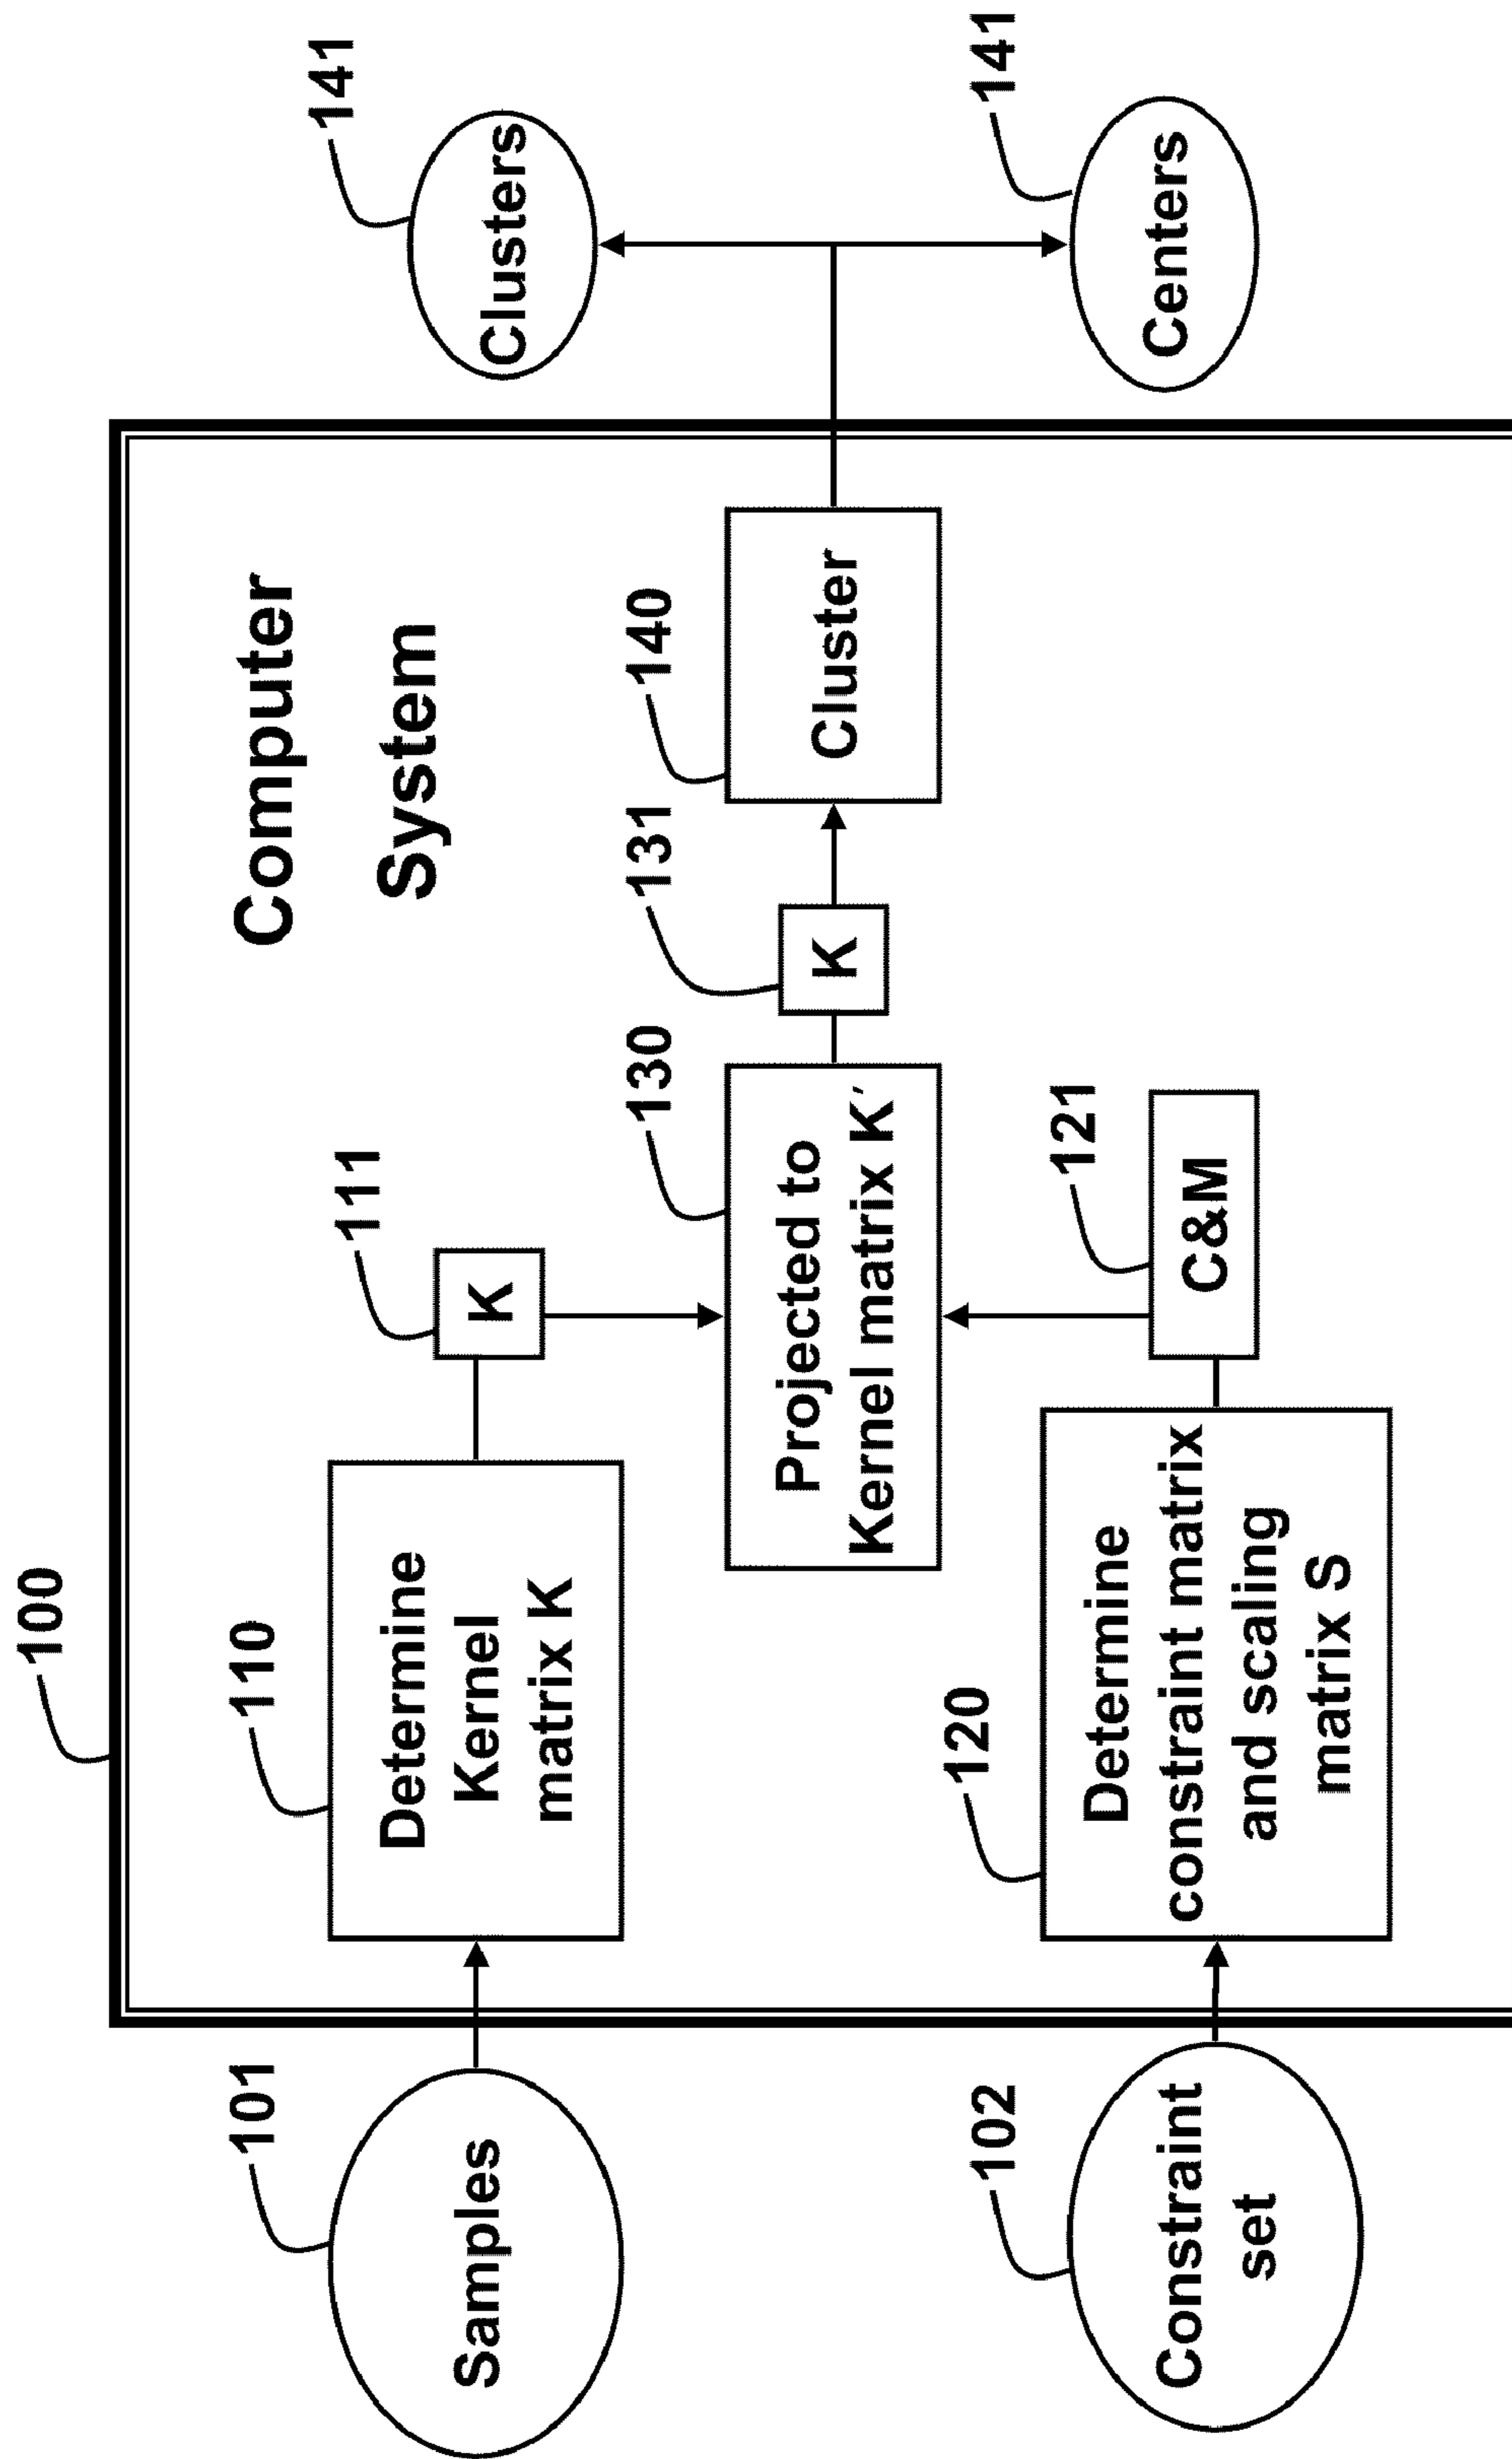 100
Computer
System
101
Samples
110
Determine
Kernel
matrix K
111
K
130
Projected to
Kernel matrix K′
131
K
140
Cluster
141
Clusters
102
Constraint
set
120
Determine
constraint matrix
and scaling
matrix S
121
C&M
141
Centers